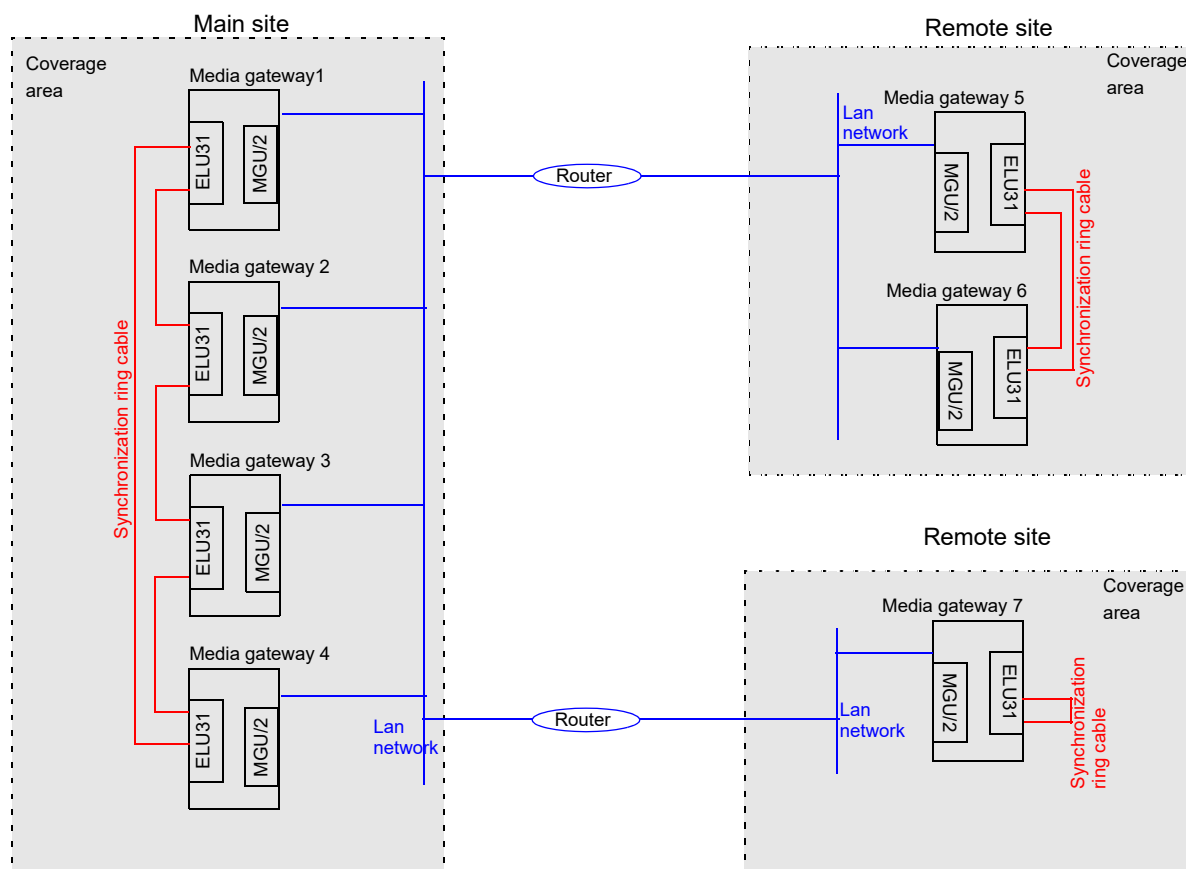 Main site
Coverage
area
Media gateway1
ELU31
MGU/2
Media gateway 2
ELU31
MGU/2
Synchronization ring cable
Media gateway 3
ELU31
MGU/2
Media gateway 4
ELU31
MGU/2
Lan
network
Router
Router
Remote site
Coverage
area
Media gateway 5
Lan
network
MGU/2
ELU31
Synchronization ring cable
Media gateway 6
MGU/2
ELU31
Remote site
Coverage
area
Media gateway 7
MGU/2
ELU31
Lan
network
Synchronization
ring cable